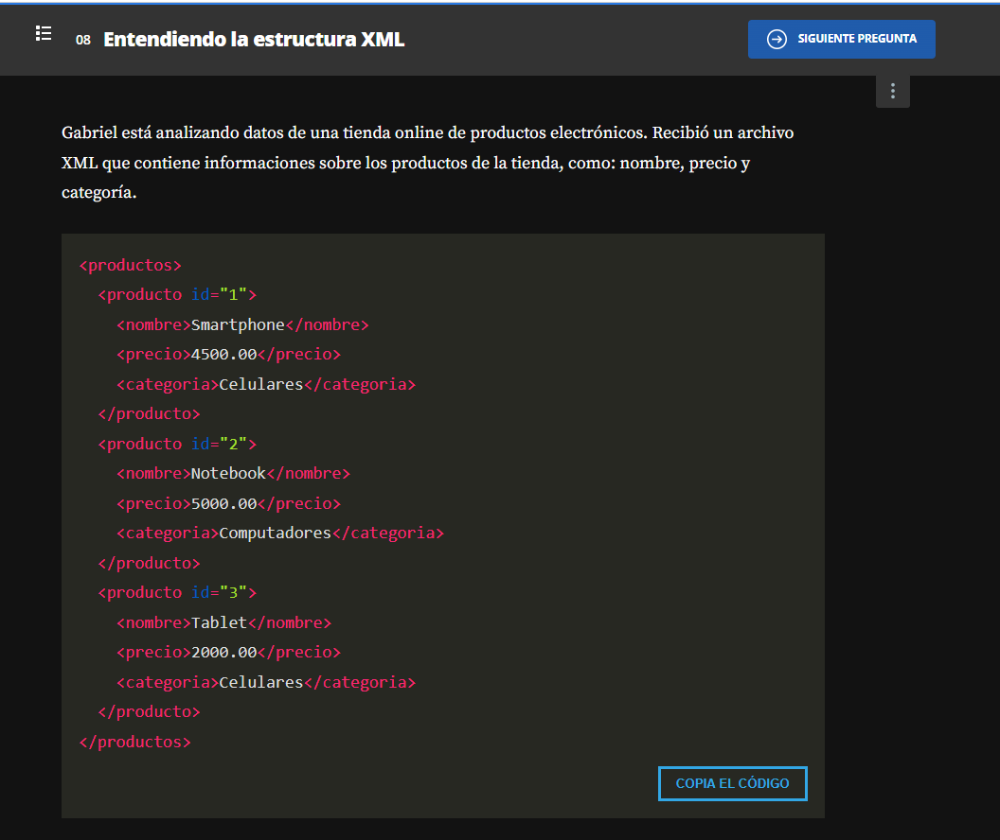 08 Entendiendo la estructura XML
SIGUIENTE PREGUNTA
Gabriel está analizando datos de una tienda online de productos electrónicos. Recibió un archivo
XML que contiene informaciones sobre los productos de la tienda, como: nombre, precio y
categoría.
<productos>
  <producto id="1">
    <nombre>Smartphone</nombre>
    <precio>4500.00</precio>
    <categoria>Celulares</categoria>
  </producto>
  <producto id="2">
    <nombre>Notebook</nombre>
    <precio>5000.00</precio>
    <categoria>Computadores</categoria>
  </producto>
  <producto id="3">
    <nombre>Tablet</nombre>
    <precio>2000.00</precio>
    <categoria>Celulares</categoria>
  </producto>
</productos>
COPIA EL CÓDIGO